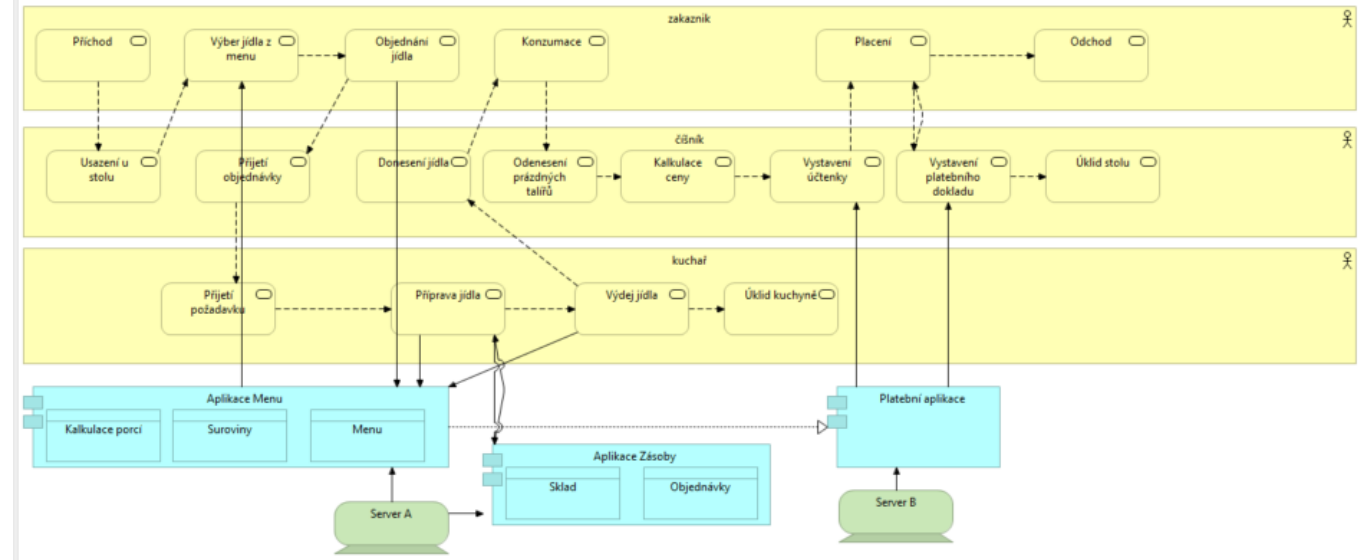 zakaznik
Příchod
Výber jídla z
menu
Objednáni
jídla
Konzumace
Placeni
Odchod
číšník
Usazení u
stolu
Přijetí
objednávky
Donesení jídla
Odenesení
prázdných
talířů
Kalkulace
ceny
Vystavení
účtenky
Vystavení
platebního
dokladu
Úklid stolu
kuchař
Přijetí
požadavku
Příprava jídla
Výdej jídla
Úklid kuchyně
Aplikace Menu
Kalkulace porcí
Suroviny
Menu
Platební aplikace
Aplikace Zásoby
Sklad
Objednávky
Server A
Server B